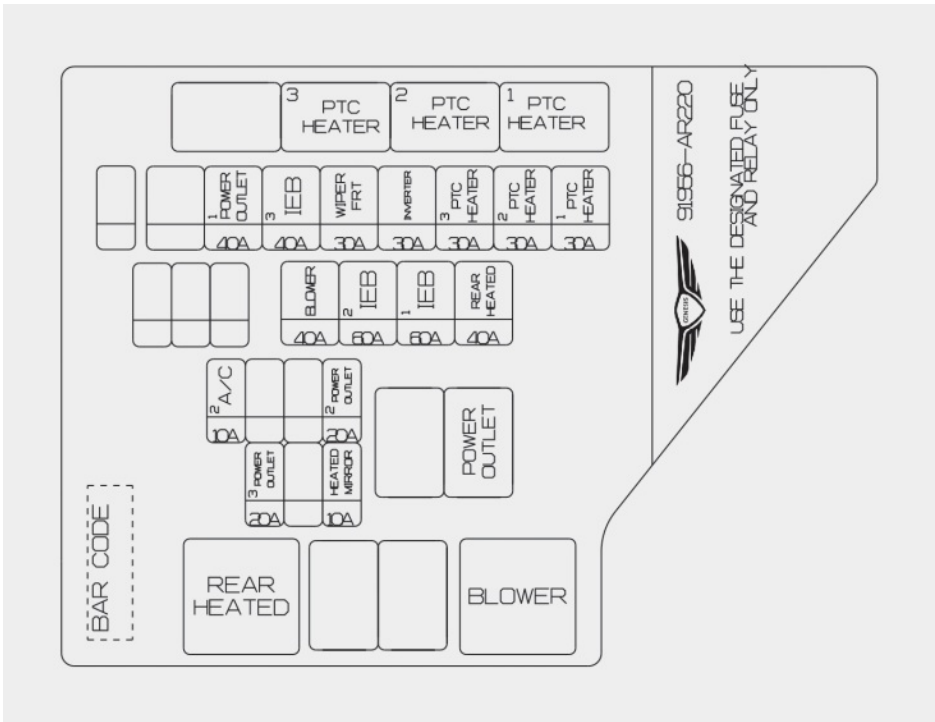 3 PTC
HEATER
2 PTC
HEATER
1 PTC
HEATER
1 POWER
OUTLET
40A
3 IEB
40A
WIPER
FRT
30A
INVERTER
30A
3 PTC
HEATER
30A
2 PTC
HEATER
30A
1 PTC
HEATER
30A
BLOWER
40A
2 IEB
60A
1 IEB
60A
REAR
HEATED
40A
2 A/C
10A
2 POWER
OUTLET
20A
3 POWER
OUTLET
20A
HEATED
MIRROR
10A
POWER
OUTLET
REAR
HEATED
BLOWER
BAR CODE
91956-AR220
GENESIS
USE THE DESIGNATED FUSE
AND RELAY ONLY